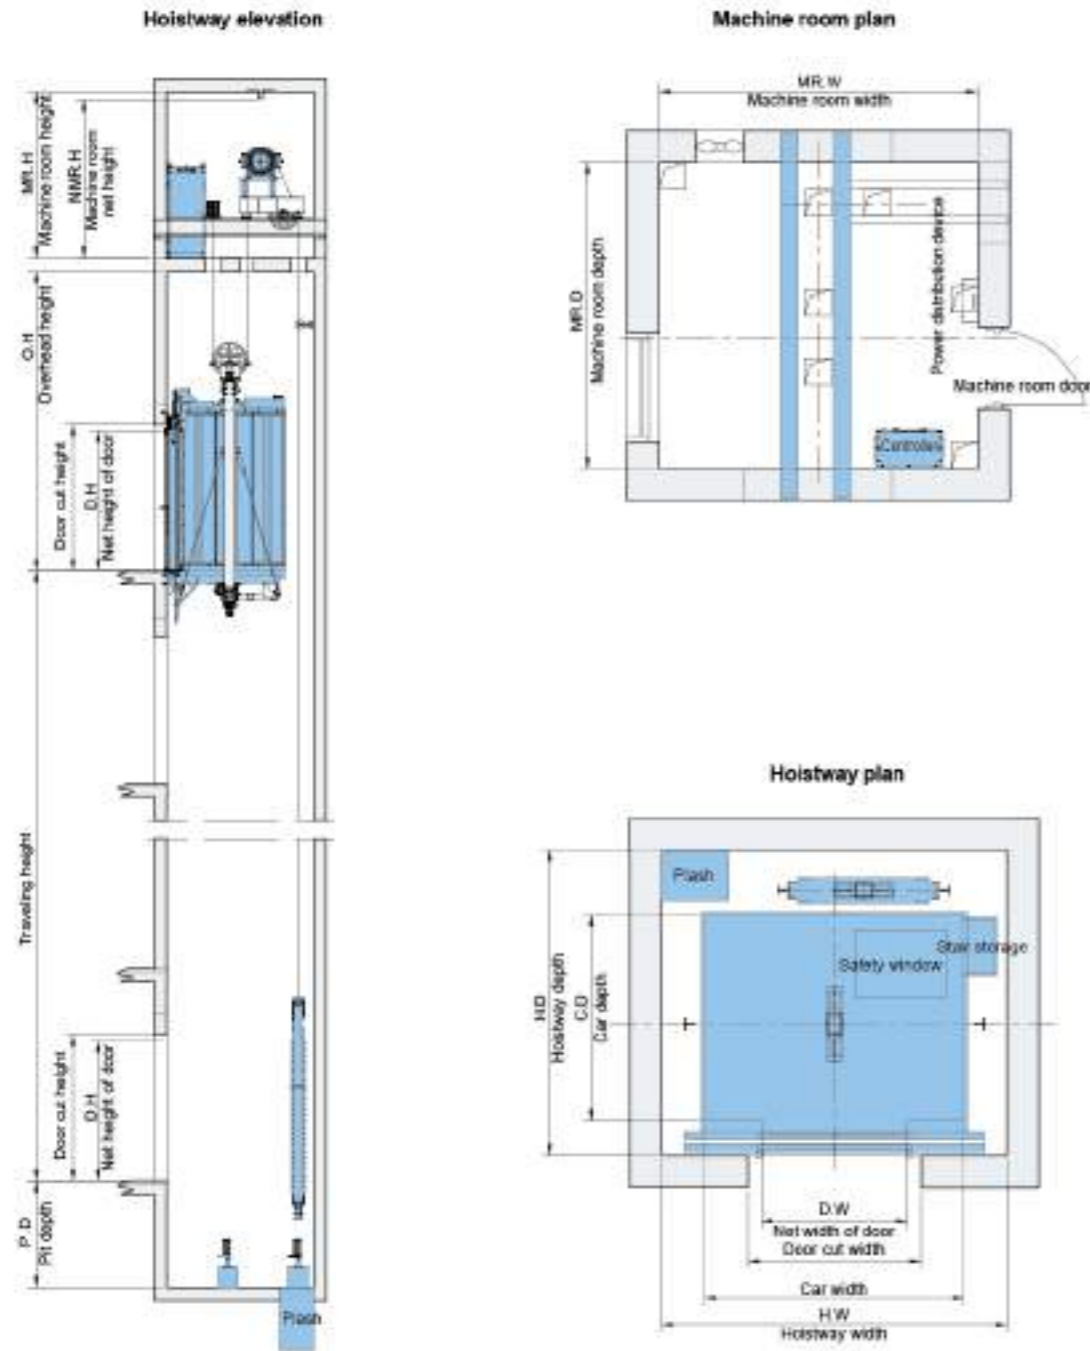 Hoistway elevation
MR.H
Machine room height
NMR.H
Machine room
net height
O.H
Overhead height
Door cut height
D.H
Net height of door
Traveling height
Door cut height
D.H
Net height of door
P.D
Pit depth
Plash
Machine room plan
MR.W
Machine room width
MR.D
Machine room depth
Power distribution device
Machine room door
Controller
Hoistway plan
H.D
Hoistway depth
C.D
Car depth
Plash
Stair storage
Safety window
D.W
Net width of door
Door cut width
Car width
H.W
Hoistway width